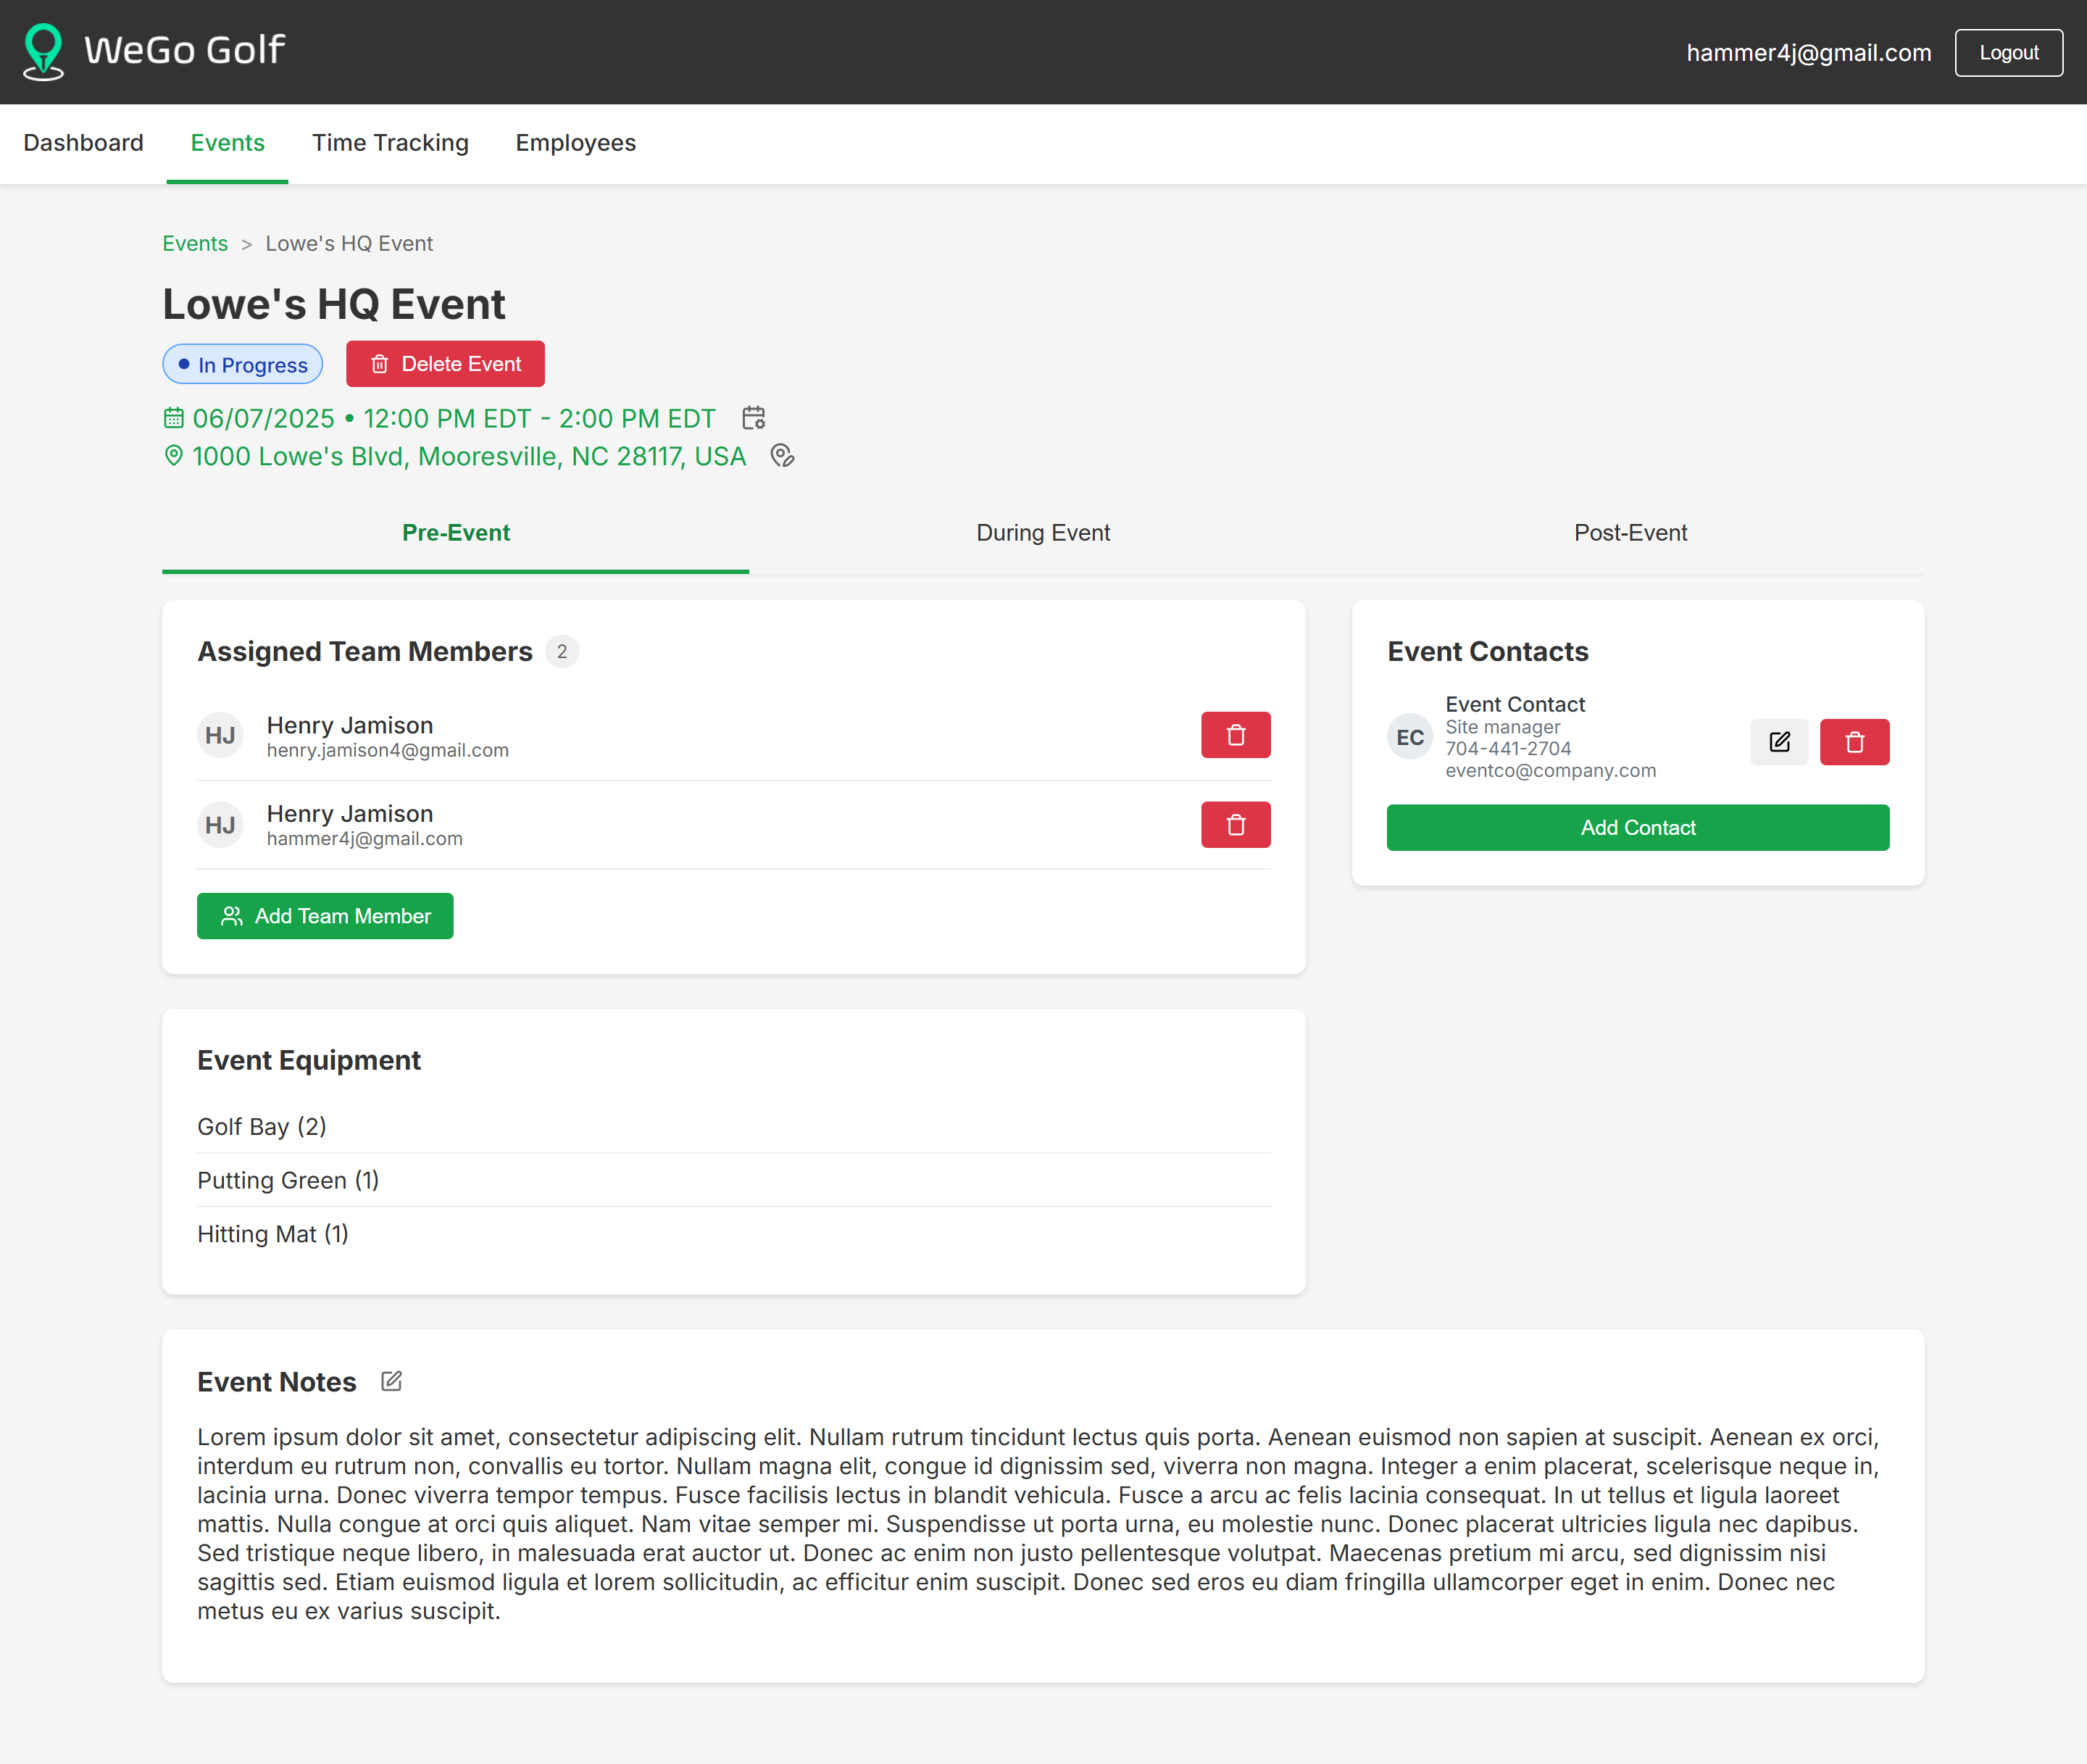 WeGo Golf
hammer4j@gmail.com
Logout
Dashboard
Events
Time Tracking
Employees
Events > Lowe's HQ Event
Lowe's HQ Event
In Progress
Delete Event
06/07/2025 • 12:00 PM EDT - 2:00 PM EDT
1000 Lowe's Blvd, Mooresville, NC 28117, USA
Pre-Event
During Event
Post-Event
Assigned Team Members 2
HJ
Henry Jamison
henry.jamison4@gmail.com
HJ
Henry Jamison
hammer4j@gmail.com
Add Team Member
Event Contacts
EC
Event Contact
Site manager
704-441-2704
eventco@company.com
Add Contact
Event Equipment
Golf Bay (2)
Putting Green (1)
Hitting Mat (1)
Event Notes
Lorem ipsum dolor sit amet, consectetur adipiscing elit. Nullam rutrum tincidunt lectus quis porta. Aenean euismod non sapien at suscipit. Aenean ex orci,
interdum eu rutrum non, convallis eu tortor. Nullam magna elit, congue id dignissim sed, viverra non magna. Integer a enim placerat, scelerisque neque in,
lacinia urna. Donec viverra tempor tempus. Fusce facilisis lectus in blandit vehicula. Fusce a arcu ac felis lacinia consequat. In ut tellus et ligula laoreet
mattis. Nulla congue at orci quis aliquet. Nam vitae semper mi. Suspendisse ut porta urna, eu molestie nunc. Donec placerat ultricies ligula nec dapibus.
Sed tristique neque libero, in malesuada erat auctor ut. Donec ac enim non justo pellentesque volutpat. Maecenas pretium mi arcu, sed dignissim nisi
sagittis sed. Etiam euismod ligula et lorem sollicitudin, ac efficitur enim suscipit. Donec sed eros eu diam fringilla ullamcorper eget in enim. Donec nec
metus eu ex varius suscipit.